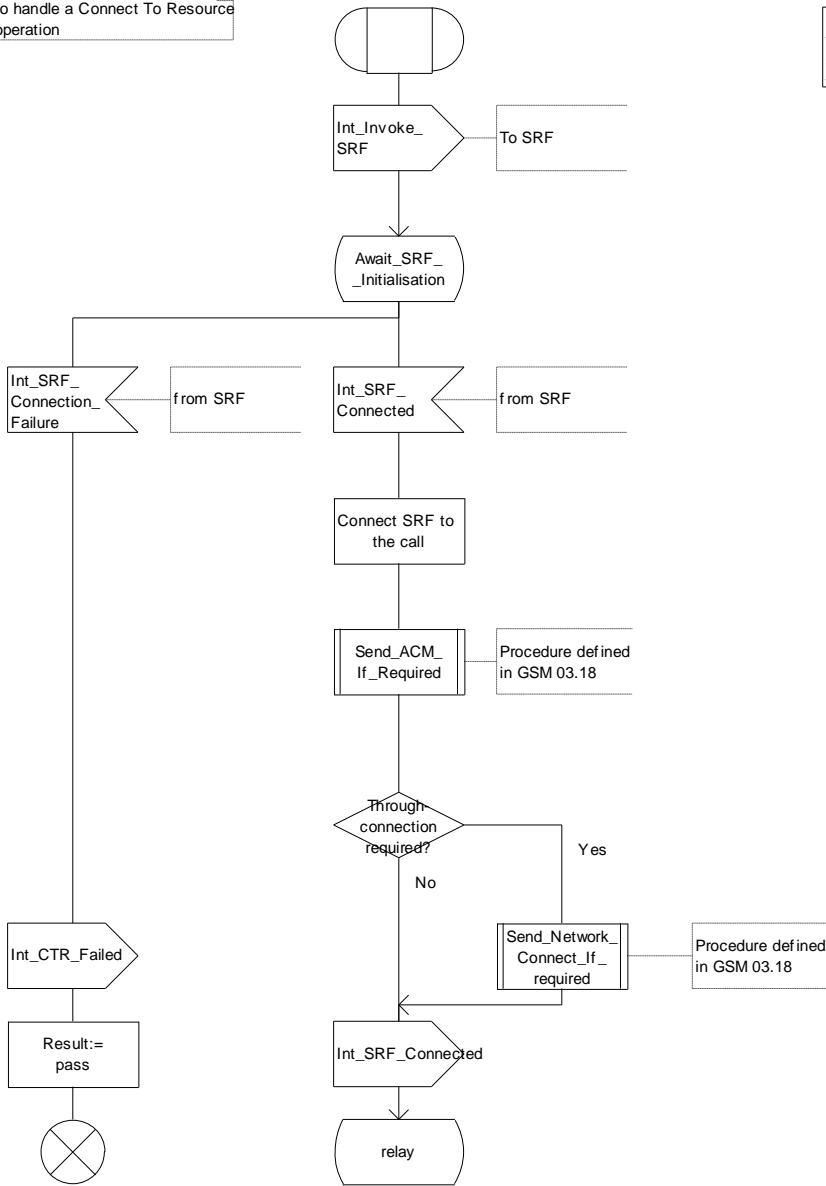 o handle a Connect To Resource
peration
Int_Invoke_
SRF
To SRF
Await_SRF_
_Initialisation
Int_SRF_
Connection_
Failure
from SRF
Int_SRF_
Connected
from SRF
Connect SRF to
the call
Send_ACM_
If_Required
Procedure defined
in GSM 03.18
Through-
connection
required?
Yes
No
Int_CTR_Failed
Send_Network_
Connect_If_
required
Procedure defined
in GSM 03.18
Result:=
pass
Int_SRF_Connected
relay